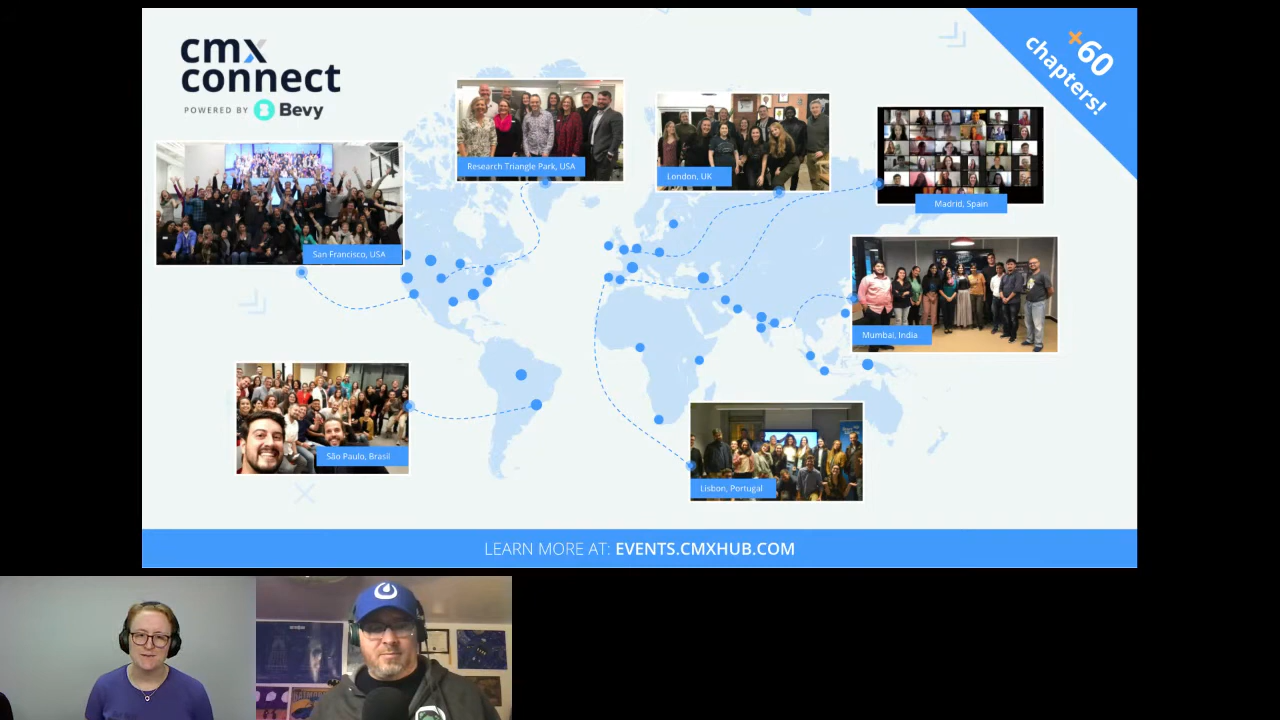 cmx
connect
POWERED BY Bevy
+60
chapters!
Research Triangle Park, USA
London, UK
Madrid, Spain
San Francisco, USA
Mumbai, India
São Paulo, Brasil
Lisbon, Portugal
LEARN MORE AT: EVENTS.CMXHUB.COM